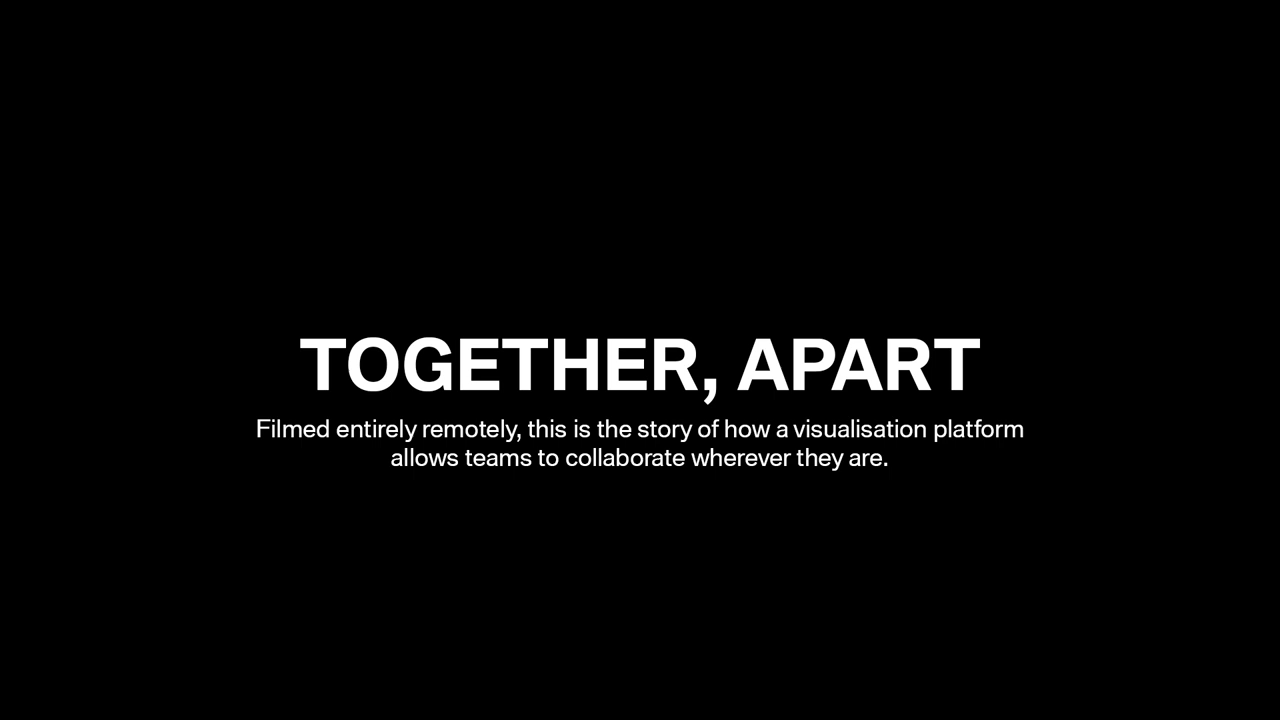 TOGETHER, APART
Filmed entirely remotely, this is the story of how a visualisation platform
allows teams to collaborate wherever they are.